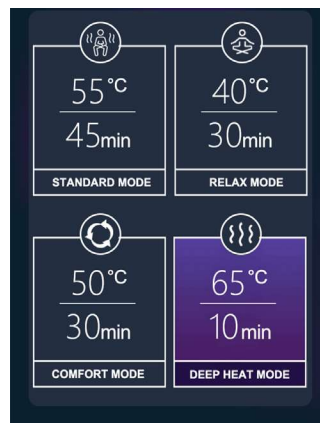 55°C
45min
STANDARD MODE
40°C
30min
RELAX MODE
50°C
30min
COMFORT MODE
65°C
10min
DEEP HEAT MODE